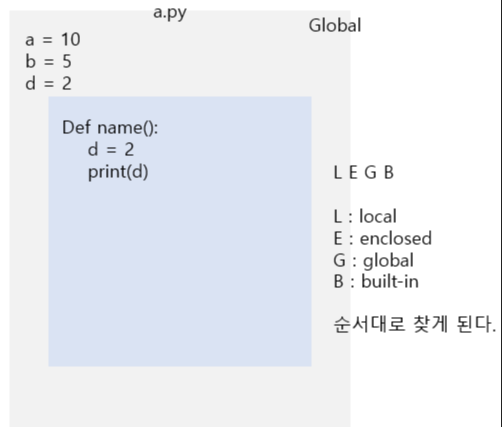 a.py
Global
a = 10
b = 5
d = 2
Def name():
d = 2
print(d)
L E G B
L : local
E : enclosed
G : global
B : built-in
순서대로 찾게 된다.